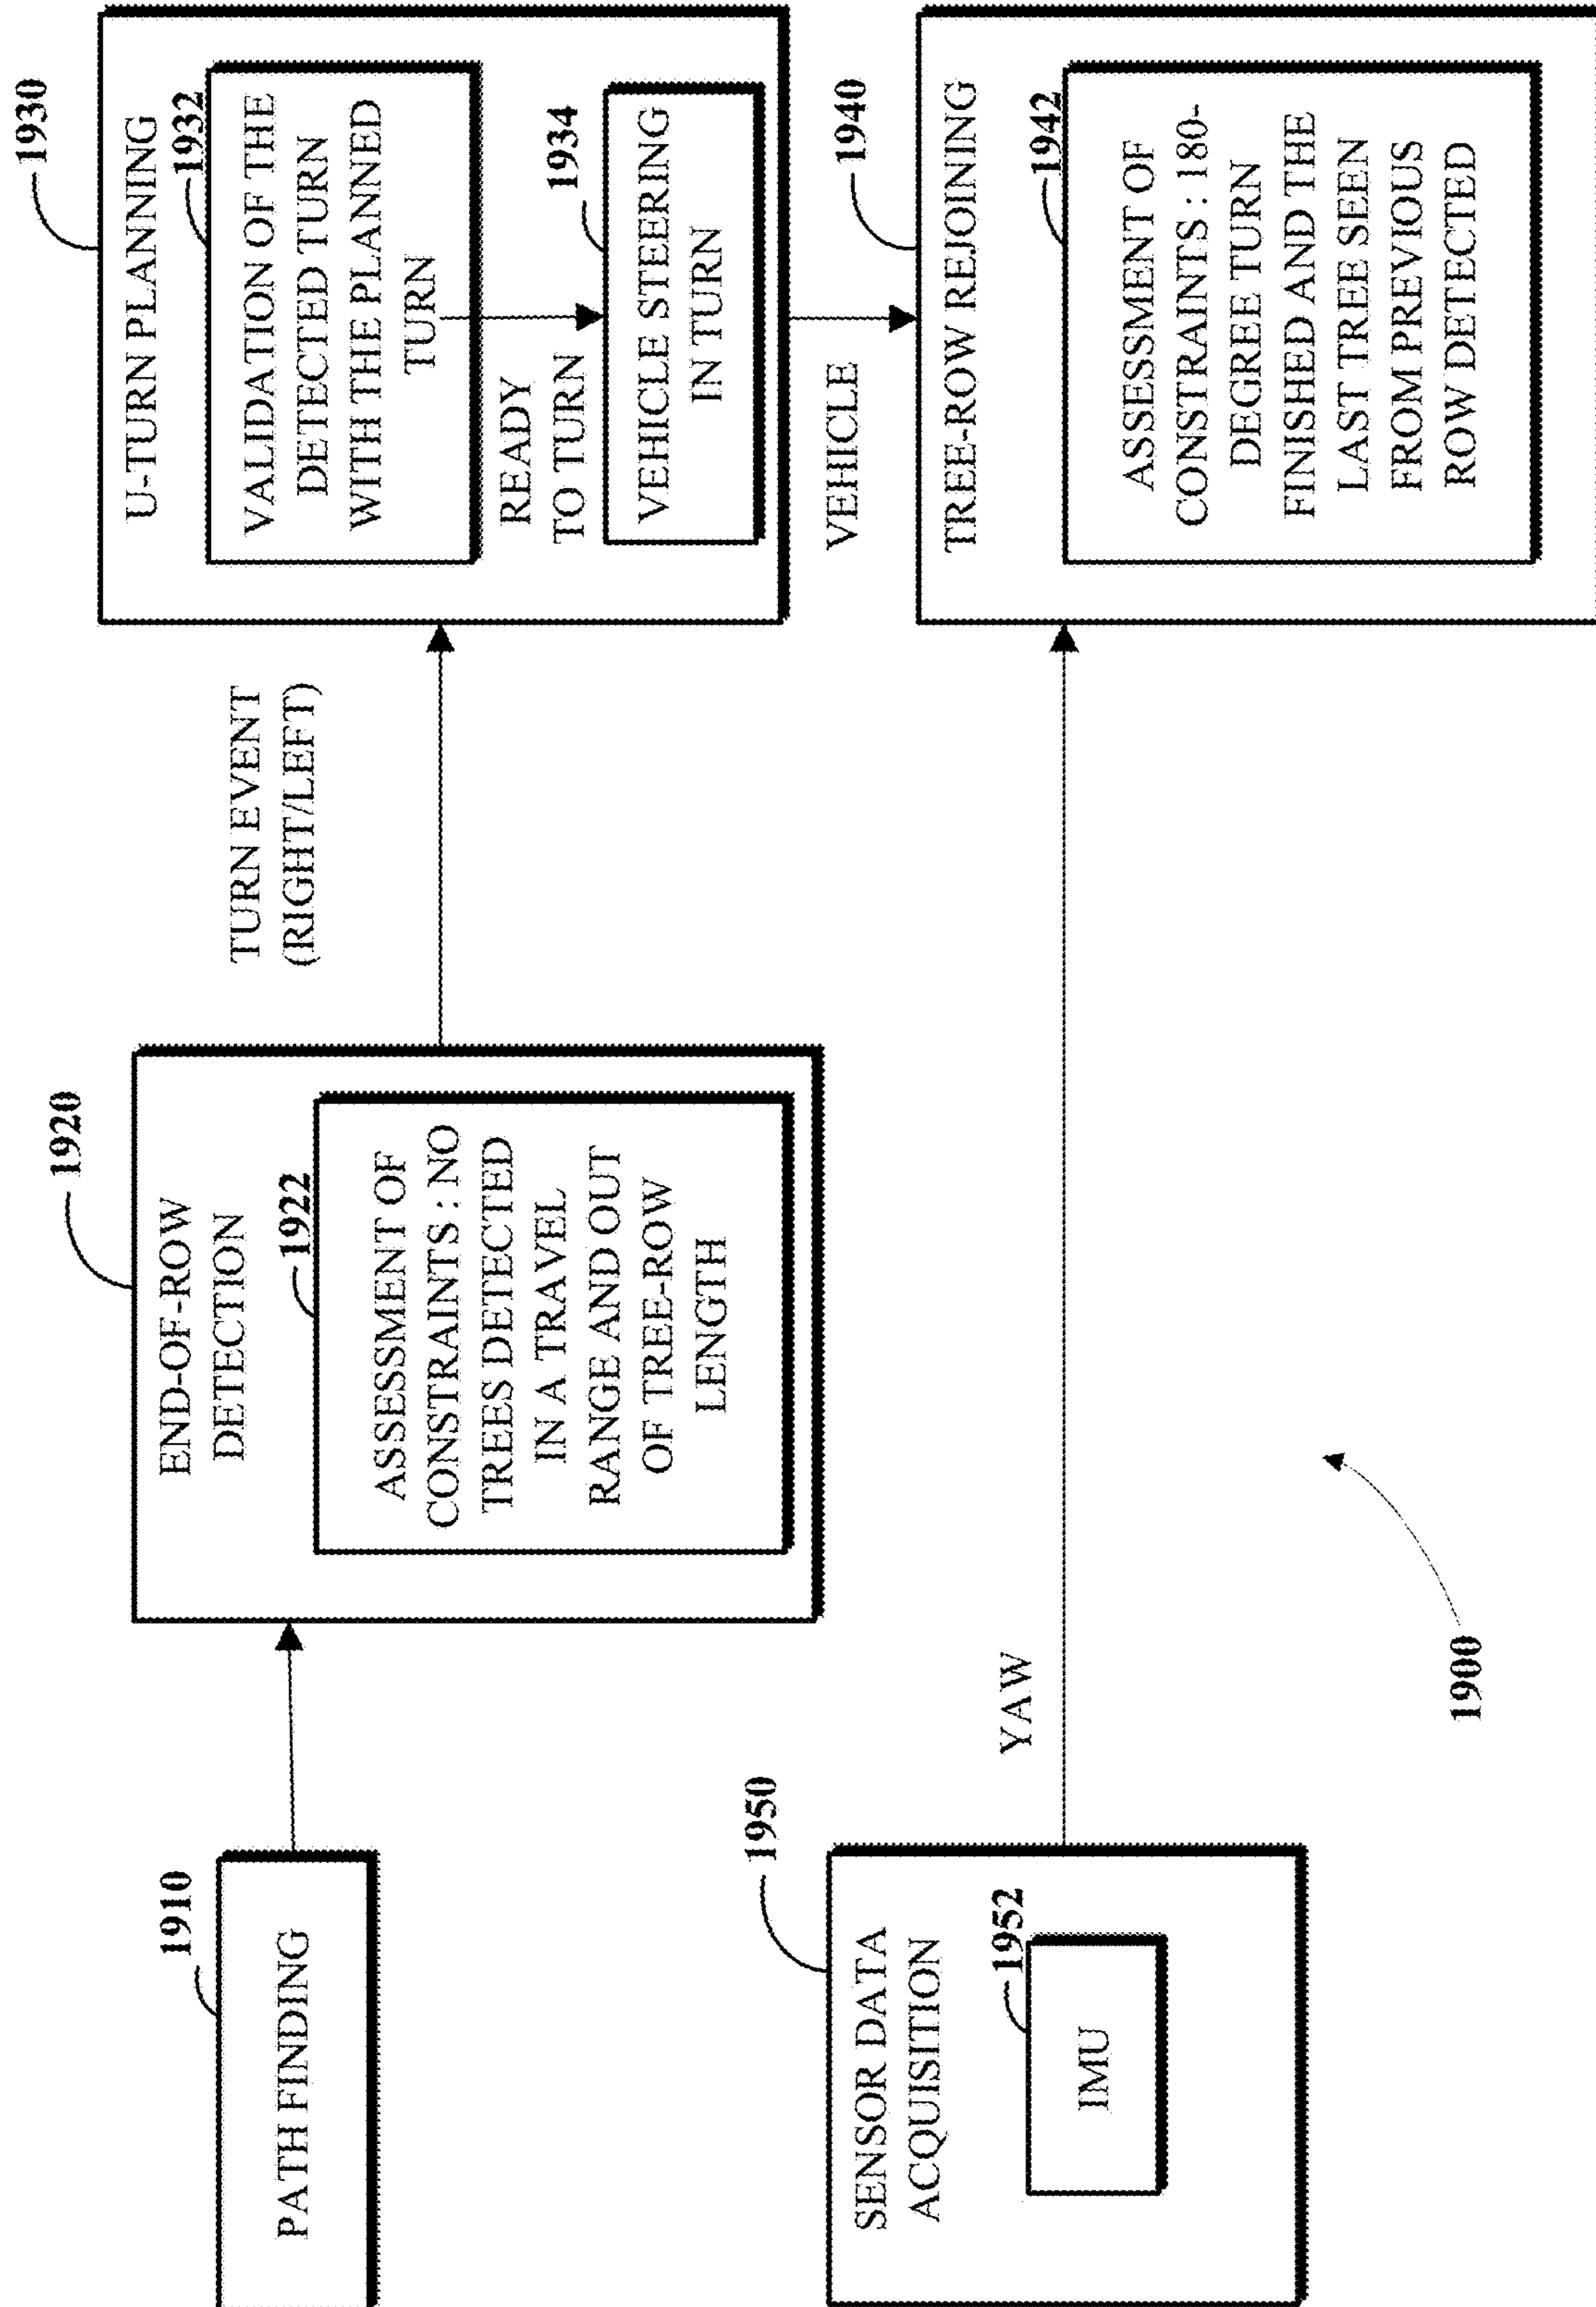 1910
PATH FINDING
1920
END-OF-ROW
DETECTION
1922
ASSESSMENT OF
CONSTRAINTS : NO
TREES DETECTED
IN A TRAVEL
RANGE AND OUT
OF TREE-ROW
LENGTH
TURN EVENT
(RIGHT/LEFT)
1930
U-TURN PLANNING
1932
VALIDATION OF THE
DETECTED TURN
WITH THE PLANNED
TURN
READY
TO TURN
1934
VEHICLE STEERING
IN TURN
VEHICLE
1940
TREE-ROW REJOINING
1942
ASSESSMENT OF
CONSTRAINTS : 180-
DEGREE TURN
FINISHED AND THE
LAST TREE SEEN
FROM PREVIOUS
ROW DETECTED
1950
SENSOR DATA
ACQUISITION
1952
IMU
YAW
1900